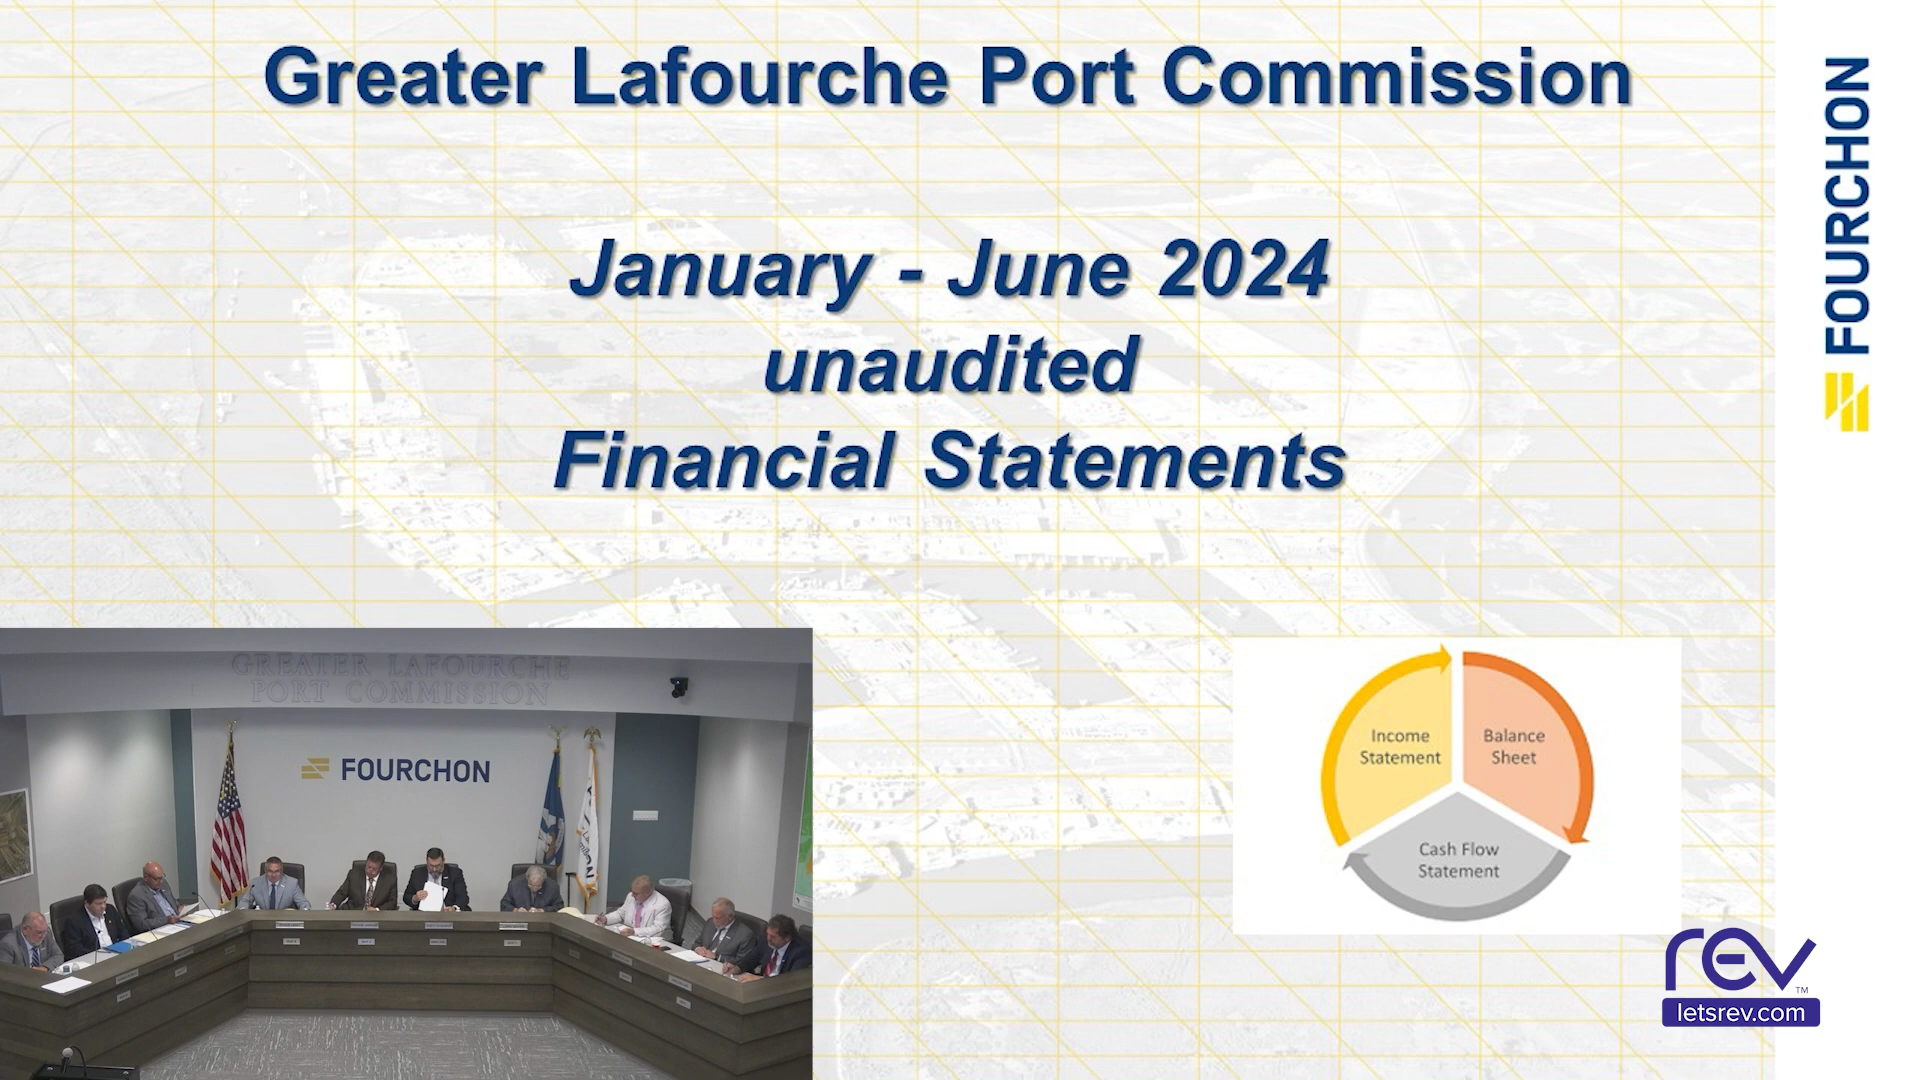 Greater Lafourche Port Commission
FOURCHON
January - June 2024
unaudited
Financial Statements
GREATER LAFOURCHE
PORT COMMISSION
FOURCHON
Income
Statement
Balance
Sheet
Cash Flow
Statement
rev
TM
letsrev.com